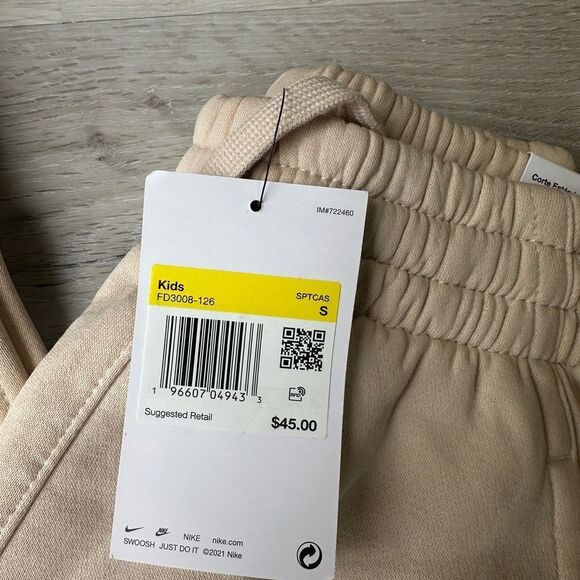 IM#722460
Kids
FD3008-126 SPTCAS
S
1 96607 04943 3
RFID
Suggested Retail $45.00
NIKE nike.com
SWOOSH JUST DO IT ©2021 Nike
Corte